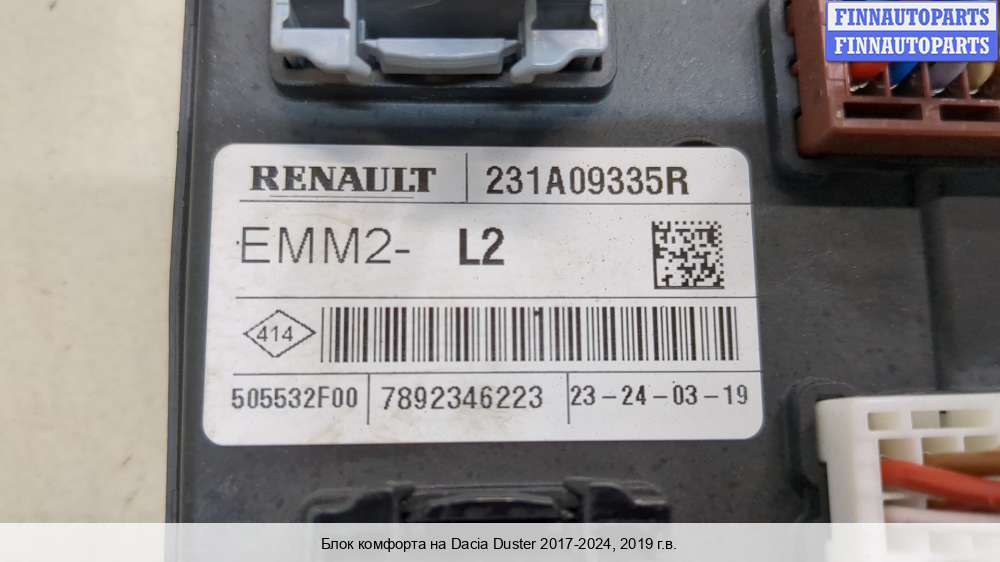 FINNAUTOPARTS
FINNAUTOPARTS
RENAULT 231A09335R
EMM2- L2
414
505532F00 7892346223 23-24-03-19
Блок комфорта на Dacia Duster 2017-2024, 2019 г.в.